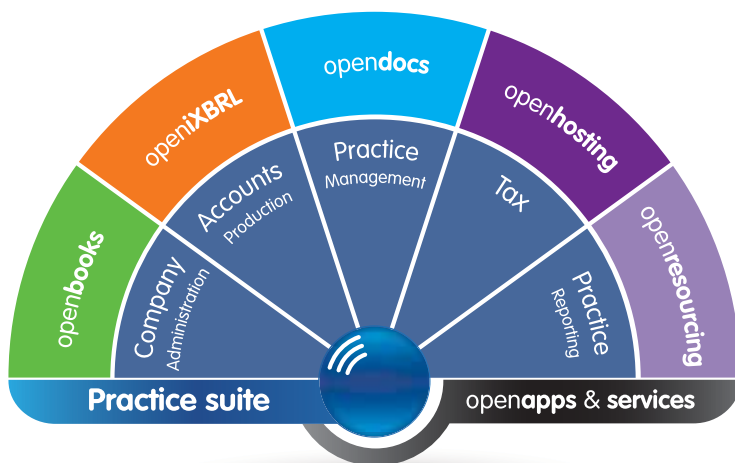 openbooks
openiXBRL
opendocs
openhosting
openresourcing
Company
Administration
Accounts
Production
Practice
Management
Tax
Practice
Reporting
Practice suite
openapps & services